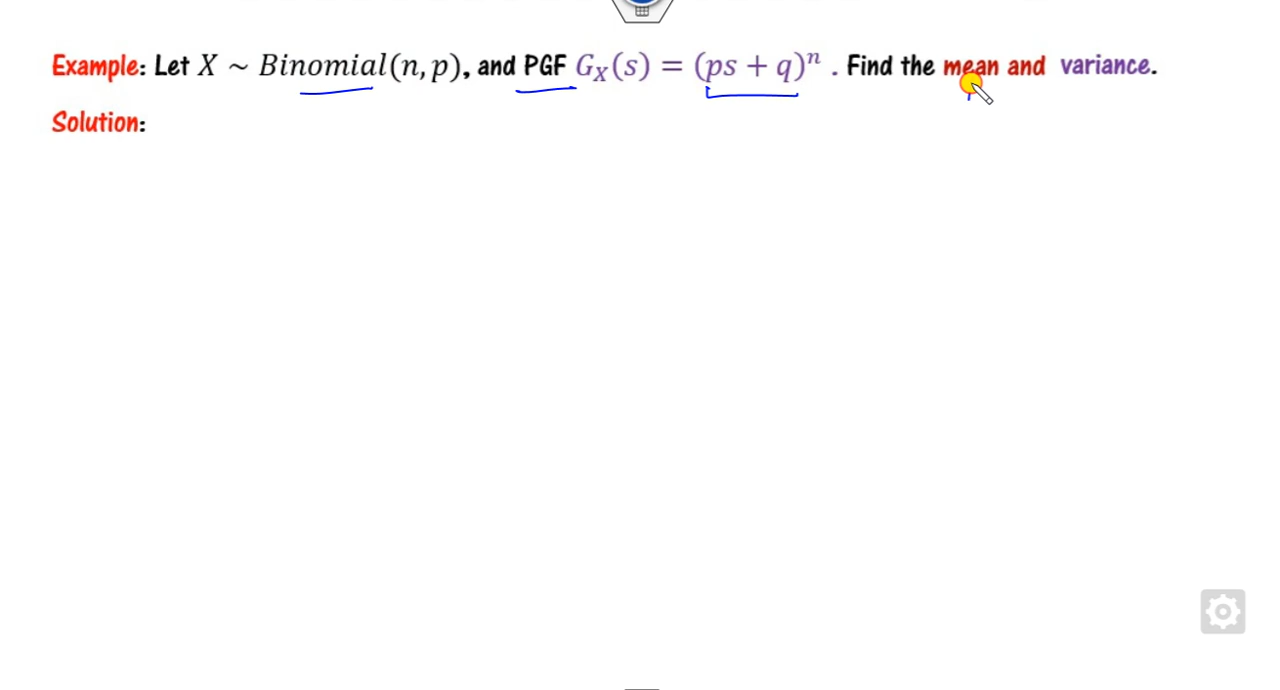 Example: Let X ~ Binomial(n, p), and PGF G_X(s) = (ps + q)^n . Find the mean and variance.
Solution: